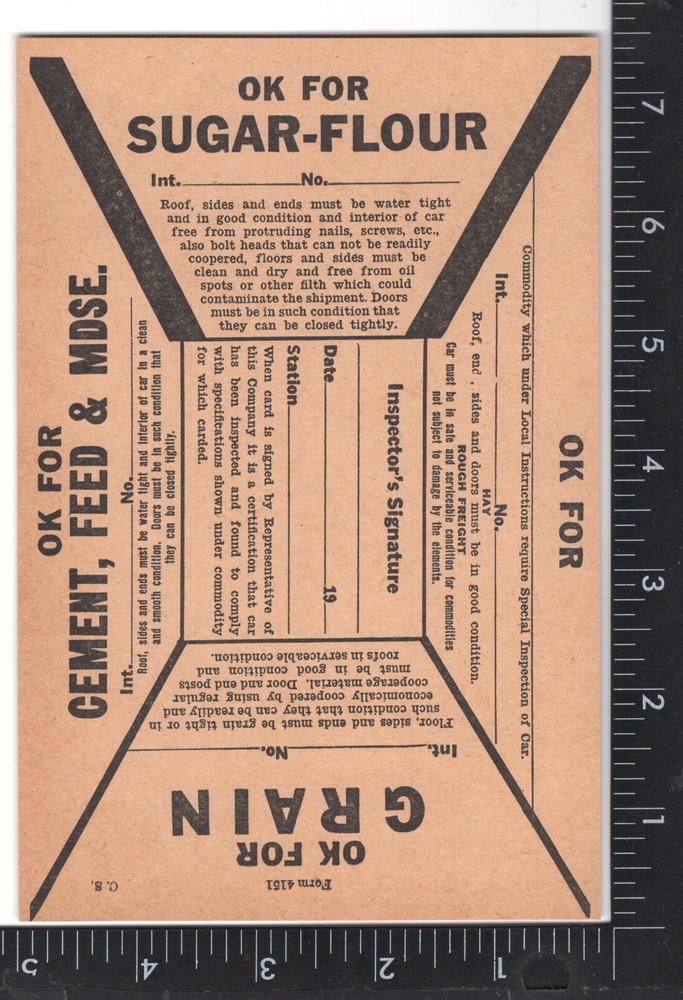 OK FOR
SUGAR-FLOUR
Int. No.
Roof, sides and ends must be water tight
and in good condition and interior of car
free from protruding nails, screws, etc.,
also bolt heads that can not be readily
coopered, floors and sides must be
clean and dry and free from oil
spots or other filth which could
contaminate the shipment. Doors
must be in such condition that
they can be closed tightly.
OK FOR
CEMENT, FEED & MDSE.
Int. No.
Roof, sides and ends must be water tight and interior of car in a clean
and smooth condition. Doors must be in such condition that
they can be closed tightly.
Inspector's Signature
Date 19
Station
When card is signed by Representative of
this Company it is a certification that car
has been inspected and found to comply
with specifications shown under commodity
for which carded.
OK FOR
Commodity which under Local Instructions require Special Inspection of Car.
Int. No.
HAY
Roof, end, sides and doors must be in good condition.
ROUGH FREIGHT
Car must be in safe and serviceable condition for commodities
not subject to damage by the elements.
Form 4151
C. S.
OK FOR
GRAIN
Int. No.
Floor, sides and ends must be grain tight or in
such condition that they can be readily and
economically coopered by using regular
cooperage material. Door and end posts
must be in good condition and
roofs in serviceable condition.
7
6
5
4
3
2
1
5
4
3
2
1